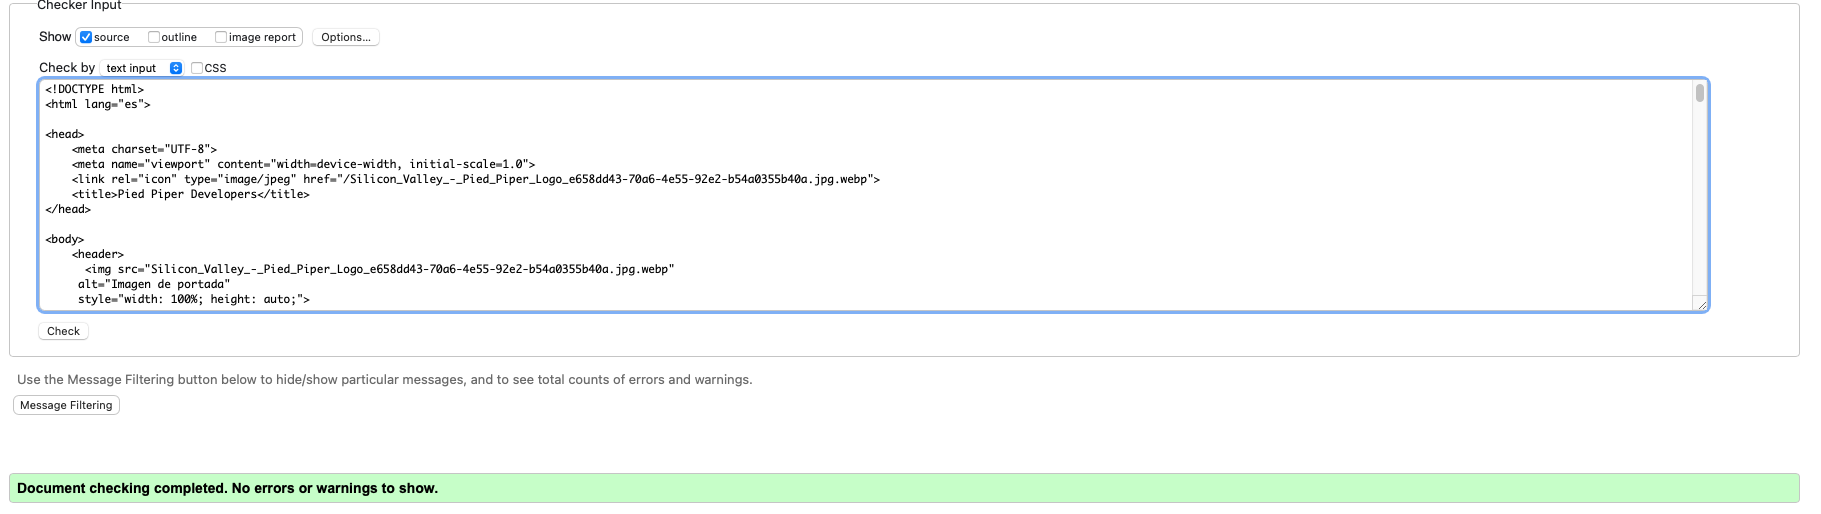 Checker Input
Show source outline image report Options...
Check by text input CSS
<!DOCTYPE html>
<html lang="es">
<head>
<meta charset="UTF-8">
<meta name="viewport" content="width=device-width, initial-scale=1.0">
<link rel="icon" type="image/jpeg" href="/Silicon_Valley_-_Pied_Piper_Logo_e658dd43-70a6-4e55-92e2-b54a0355b40a.jpg.webp">
<title>Pied Piper Developers</title>
</head>
<body>
<header>
<img src="Silicon_Valley_-_Pied_Piper_Logo_e658dd43-70a6-4e55-92e2-b54a0355b40a.jpg.webp"
alt="Imagen de portada"
style="width: 100%; height: auto;">
Check
Use the Message Filtering button below to hide/show particular messages, and to see total counts of errors and warnings.
Message Filtering
Document checking completed. No errors or warnings to show.